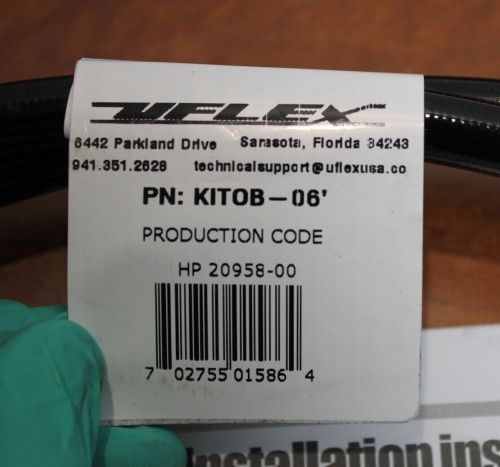 UFLEX
6442 Parkland Drive Sarasota, Florida 34243
941.351.2628 technicalsupport@uflexusa.co
PN: KITOB-06'
PRODUCTION CODE
HP 20958-00
7 02755 01586 4
Installation ins